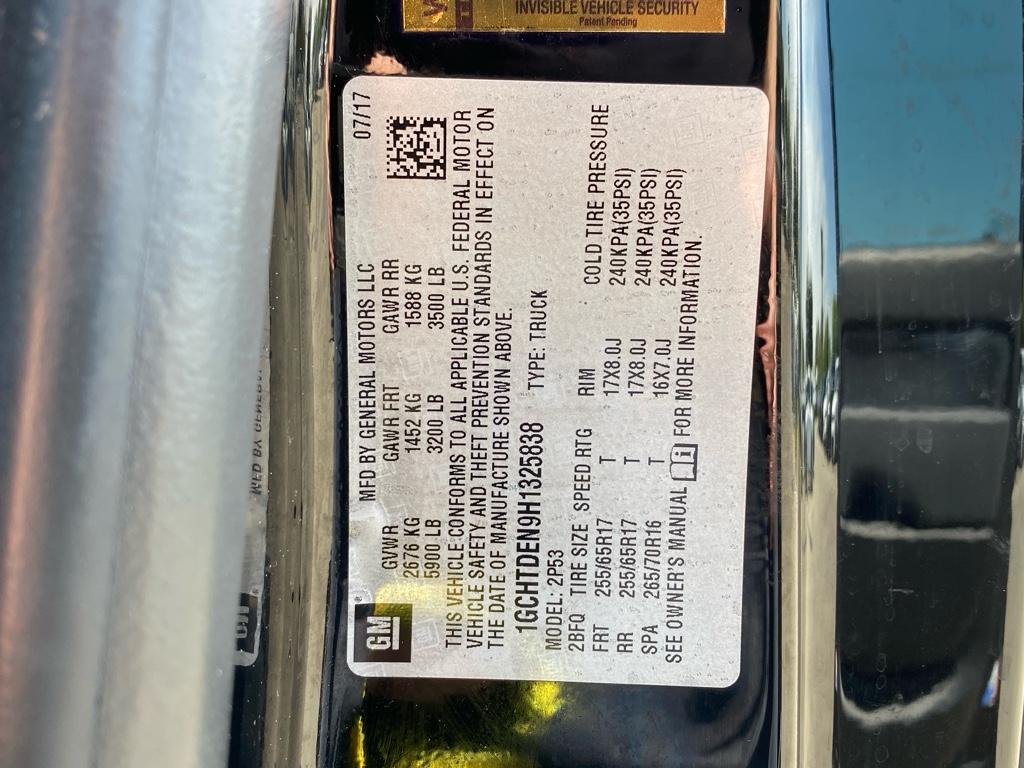 INVISIBLE VEHICLE SECURITY
Patent Pending
GM®
MFD BY GENERAL MOTORS LLC 07/17
GVWR GAWR FRT GAWR RR
2676 KG 1452 KG 1588 KG
5900 LB 3200 LB 3500 LB
THIS VEHICLE CONFORMS TO ALL APPLICABLE U.S. FEDERAL MOTOR
VEHICLE SAFETY AND THEFT PREVENTION STANDARDS IN EFFECT ON
THE DATE OF MANUFACTURE SHOWN ABOVE.
1GCHTDEN9H1325838 TYPE: TRUCK
MODEL: 2P53
2BFQ TIRE SIZE SPEED RTG RIM COLD TIRE PRESSURE
FRT 255/65R17 T 17X8.0J 240KPA(35PSI)
RR 255/65R17 T 17X8.0J 240KPA(35PSI)
SPA 265/70R16 T 16X7.0J 240KPA(35PSI)
SEE OWNER'S MANUAL FOR MORE INFORMATION.